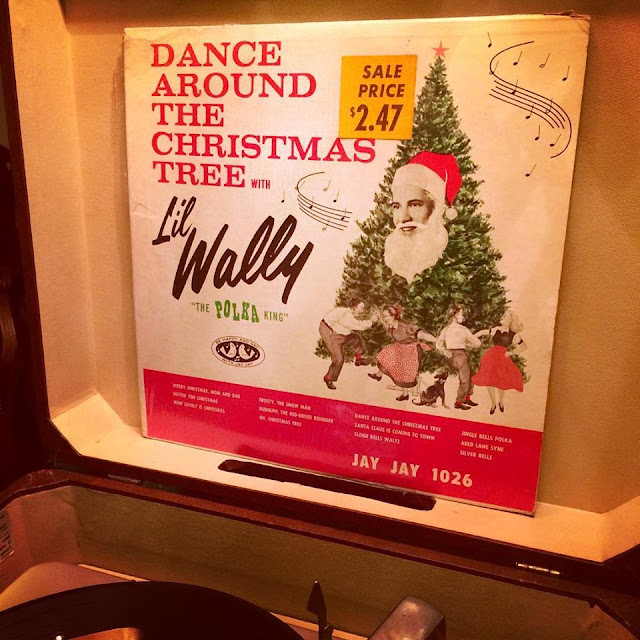 DANCE
AROUND
THE
CHRISTMAS
TREE WITH
SALE
PRICE
$2.47
Li'l
Wally
"THE POLKA KING"
MERRY CHRISTMAS, MOM AND DAD
NUTTIN' FOR CHRISTMAS
HOW LOVELY IS CHRISTMAS
FROSTY, THE SNOW MAN
RUDOLPH, THE RED-NOSED REINDEER
OH, CHRISTMAS TREE
DANCE AROUND THE CHRISTMAS TREE
SANTA CLAUS IS COMING TO TOWN
SLEIGH BELLS WALTZ
JINGLE BELLS POLKA
AULD LANG SYNE
SILVER BELLS
JAY JAY 1026